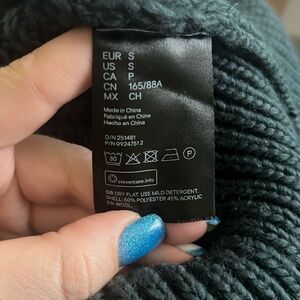 EUR S
US S
CA P
CN 165/88A
MX CH
Made in China
Fabriqué en Chine
Hecho en China
O/N 251481
P/N 09247512
30 P
clevercare.info
GB DRY FLAT. USE MILD DETERGENT.
SHELL: 50% POLYESTER 45% ACRYLIC
5% WOOL